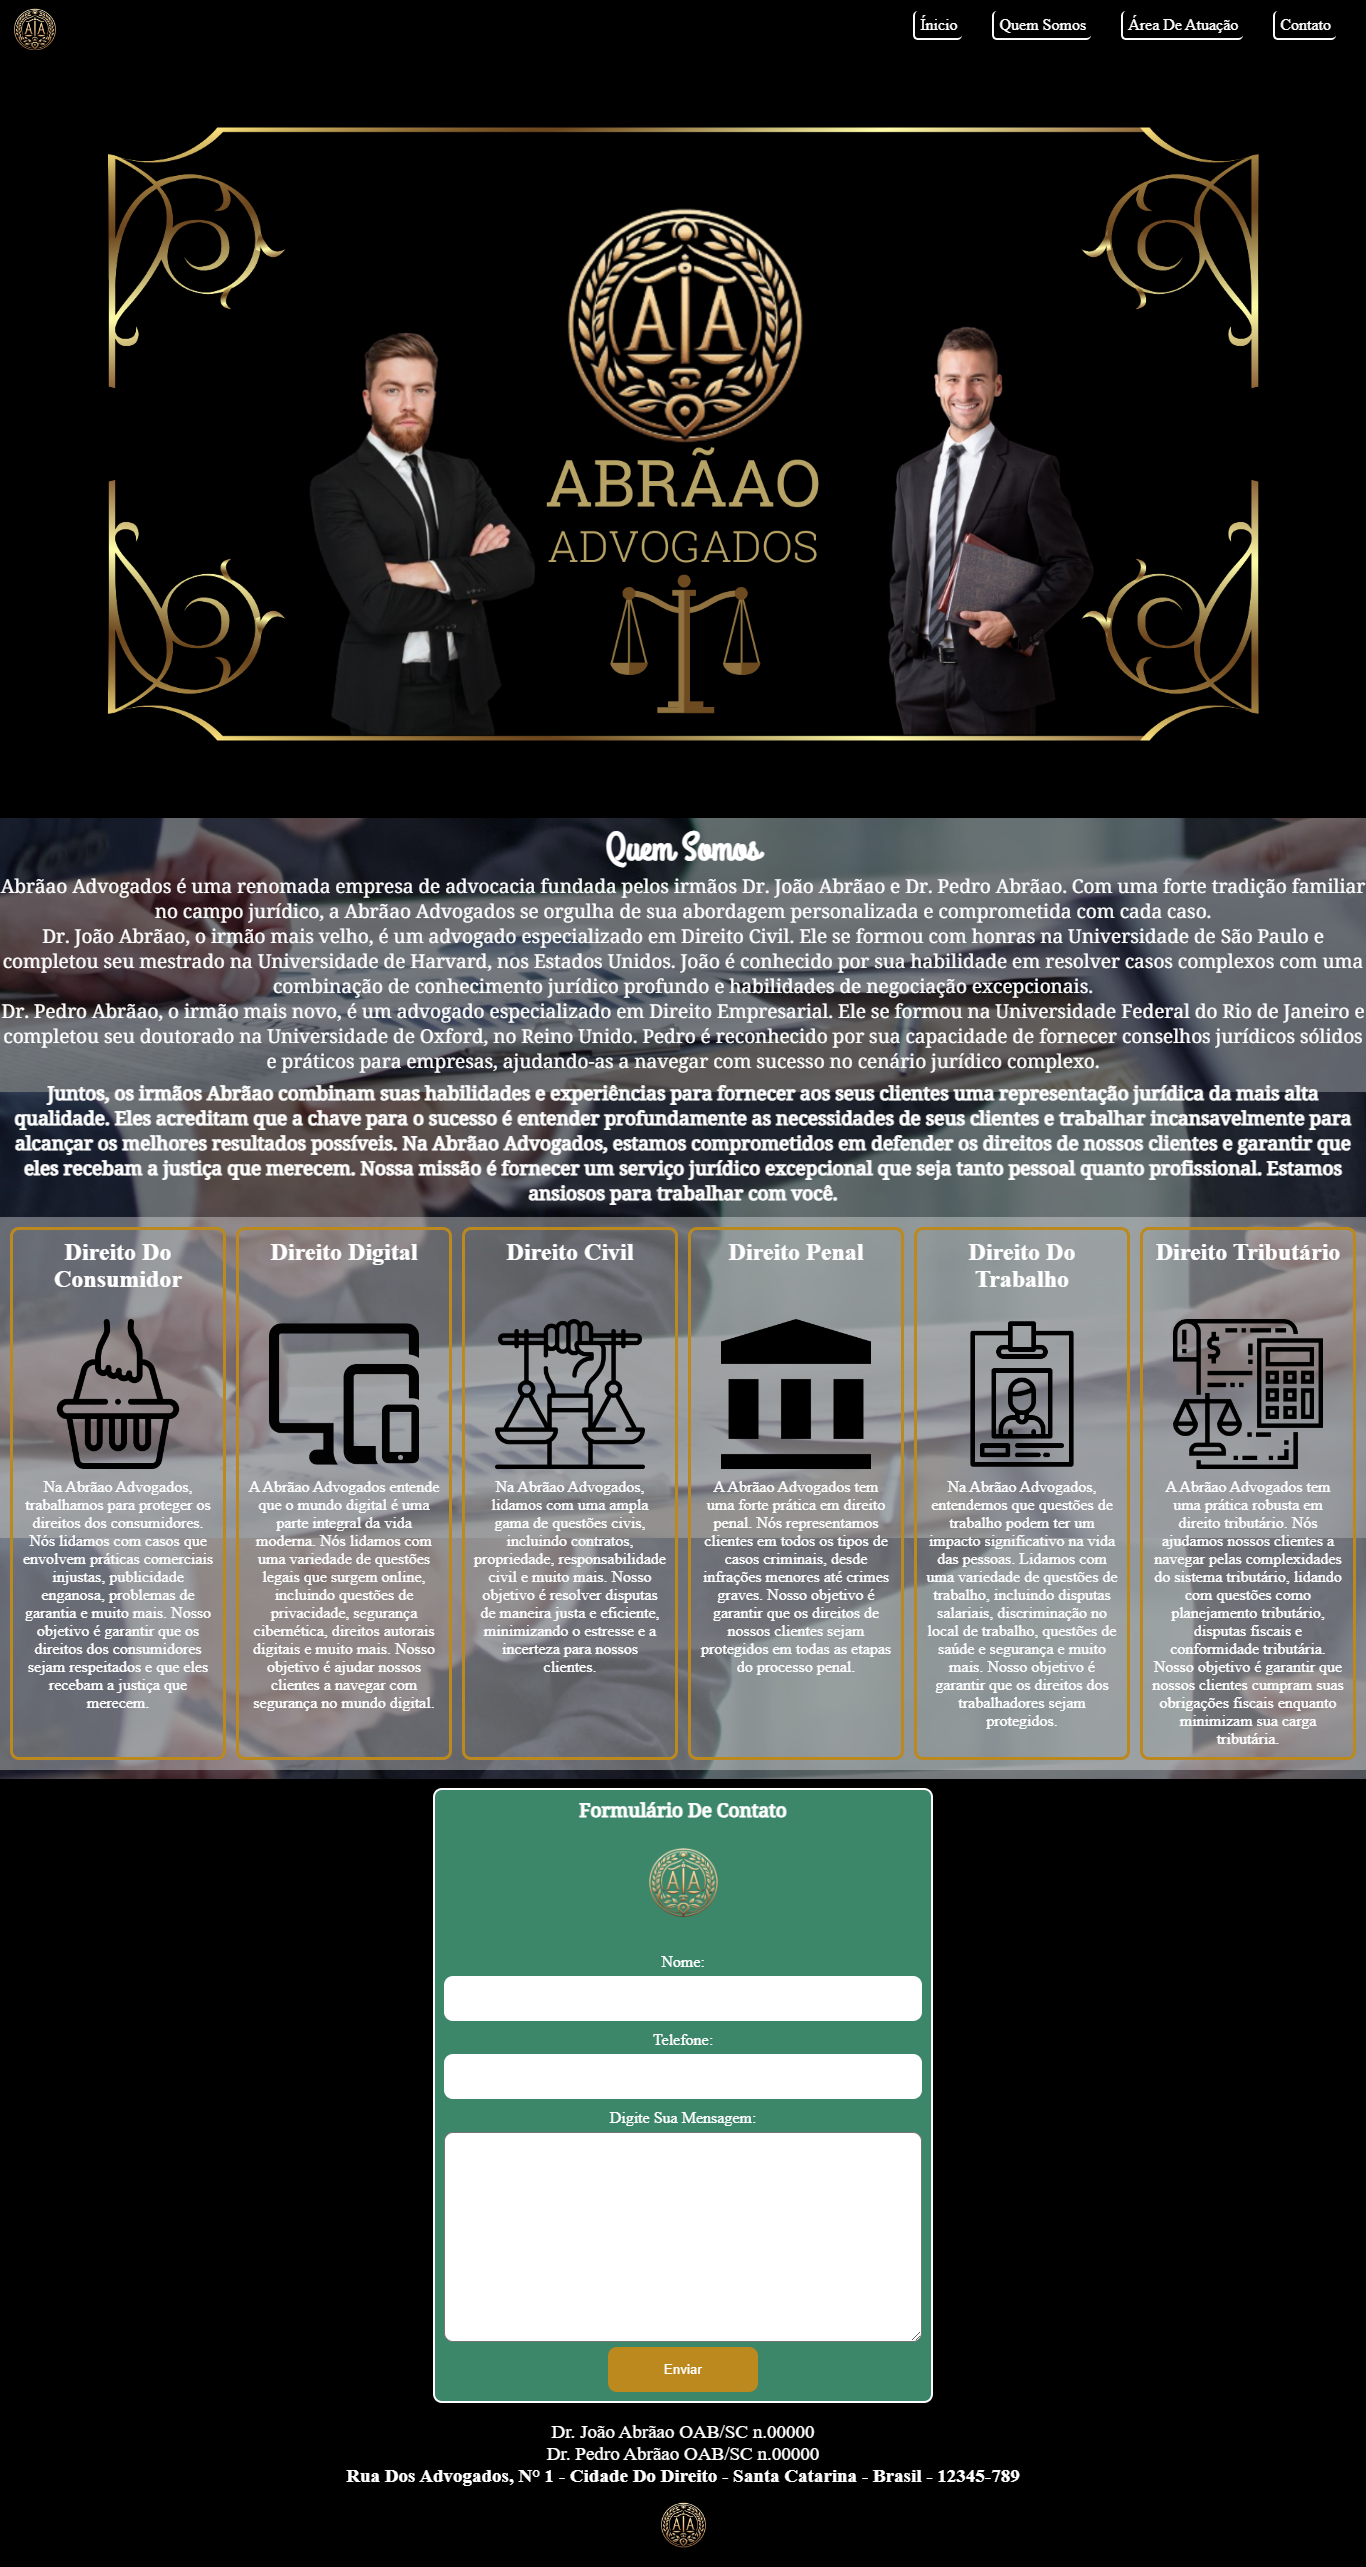 AA
Ínicio
Quem Somos
Área De Atuação
Contato
AA
ABRÃAO
ADVOGADOS
Quem Somos
Abrãao Advogados é uma renomada empresa de advocacia fundada pelos irmãos Dr. João Abrãao e Dr. Pedro Abrãao. Com uma forte tradição familiar
no campo jurídico, a Abrãao Advogados se orgulha de sua abordagem personalizada e comprometida com cada caso.
Dr. João Abrãao, o irmão mais velho, é um advogado especializado em Direito Civil. Ele se formou com honras na Universidade de São Paulo e
completou seu mestrado na Universidade de Harvard, nos Estados Unidos. João é conhecido por sua habilidade em resolver casos complexos com uma
combinação de conhecimento jurídico profundo e habilidades de negociação excepcionais.
Dr. Pedro Abrãao, o irmão mais novo, é um advogado especializado em Direito Empresarial. Ele se formou na Universidade Federal do Rio de Janeiro e
completou seu doutorado na Universidade de Oxford, no Reino Unido. Pedro é reconhecido por sua capacidade de fornecer conselhos jurídicos sólidos
e práticos para empresas, ajudando-as a navegar com sucesso no cenário jurídico complexo.
Juntos, os irmãos Abrãao combinam suas habilidades e experiências para fornecer aos seus clientes uma representação jurídica da mais alta
qualidade. Eles acreditam que a chave para o sucesso é entender profundamente as necessidades de seus clientes e trabalhar incansavelmente para
alcançar os melhores resultados possíveis. Na Abrãao Advogados, estamos comprometidos em defender os direitos de nossos clientes e garantir que
eles recebam a justiça que merecem. Nossa missão é fornecer um serviço jurídico excepcional que seja tanto pessoal quanto profissional. Estamos
ansiosos para trabalhar com você.
Direito Do
Consumidor
Na Abrãao Advogados,
trabalhamos para proteger os
direitos dos consumidores.
Nós lidamos com casos que
envolvem práticas comerciais
injustas, publicidade
enganosa, problemas de
garantia e muito mais. Nosso
objetivo é garantir que os
direitos dos consumidores
sejam respeitados e que eles
recebam a justiça que
merecem.
Direito Digital
A Abrãao Advogados entende
que o mundo digital é uma
parte integral da vida
moderna. Nós lidamos com
uma variedade de questões
legais que surgem online,
incluindo questões de
privacidade, segurança
cibernética, direitos autorais
digitais e muito mais. Nosso
objetivo é ajudar nossos
clientes a navegar com
segurança no mundo digital.
Direito Civil
Na Abrãao Advogados,
lidamos com uma ampla
gama de questões civis,
incluindo contratos,
propriedade, responsabilidade
civil e muito mais. Nosso
objetivo é resolver disputas
de maneira justa e eficiente,
minimizando o estresse e a
incerteza para nossos
clientes.
Direito Penal
A Abrãao Advogados tem
uma forte prática em direito
penal. Nós representamos
clientes em todos os tipos de
casos criminais, desde
infrações menores até crimes
graves. Nosso objetivo é
garantir que os direitos de
nossos clientes sejam
protegidos em todas as etapas
do processo penal.
Direito Do
Trabalho
Na Abrãao Advogados,
entendemos que questões de
trabalho podem ter um
impacto significativo na vida
das pessoas. Lidamos com
uma variedade de questões de
trabalho, incluindo disputas
salariais, discriminação no
local de trabalho, questões de
saúde e segurança e muito
mais. Nosso objetivo é
garantir que os direitos dos
trabalhadores sejam
protegidos.
Direito Tributário
$
A Abrãao Advogados tem
uma prática robusta em
direito tributário. Nós
ajudamos nossos clientes a
navegar pelas complexidades
do sistema tributário, lidando
com questões como
planejamento tributário,
disputas fiscais e
conformidade tributária.
Nosso objetivo é garantir que
nossos clientes cumpram suas
obrigações fiscais enquanto
minimizam sua carga
tributária.
Formulário De Contato
AA
Nome:
Telefone:
Digite Sua Mensagem:
Enviar
Dr. João Abrãao OAB/SC n.00000
Dr. Pedro Abrãao OAB/SC n.00000
Rua Dos Advogados, Nº 1 - Cidade Do Direito - Santa Catarina - Brasil - 12345-789
AA